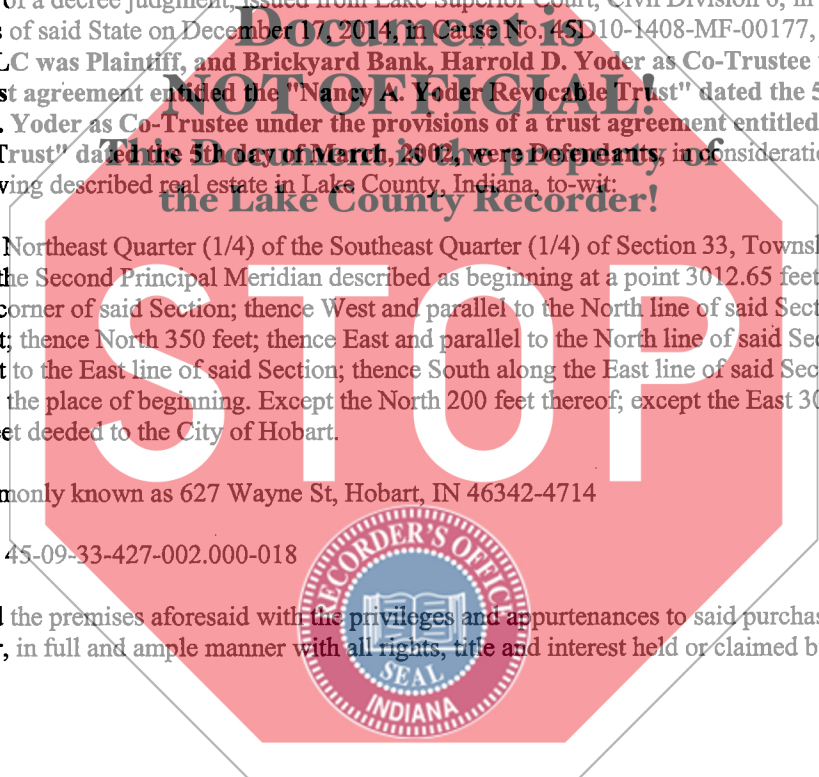 of a decree judgment, issued from Lake Superior Court, Civil Division 6, in
s of said State on December 17, 2014, in Cause No. 45D10-1408-MF-00177,
LC was Plaintiff, and Brickyard Bank, Harrold D. Yoder as Co-Trustee
st agreement entitled the "Nancy A. Yoder Revocable Trust" dated the 5
. Yoder as Co-Trustee under the provisions of a trust agreement entitled
Trust" dated the 5th day of March, 2002, were Defendants, in consideratio
ving described real estate in Lake County, Indiana, to-wit:
Document is
NOT OFFICIAL!
This Document is the property of
the Lake County Recorder!
Northeast Quarter (1/4) of the Southeast Quarter (1/4) of Section 33, Townsh
the Second Principal Meridian described as beginning at a point 3012.65 feet
corner of said Section; thence West and parallel to the North line of said Sect
t; thence North 350 feet; thence East and parallel to the North line of said Sec
t to the East line of said Section; thence South along the East line of said Sec
the place of beginning. Except the North 200 feet thereof; except the East 30
eet deeded to the City of Hobart.
STOP
monly known as 627 Wayne St, Hobart, IN 46342-4714
45-09-33-427-002.000-018
d the premises aforesaid with the privileges and appurtenances to said purchas
r, in full and ample manner with all rights, title and interest held or claimed b
RECORDER'S OFFICE
SEAL
INDIANA